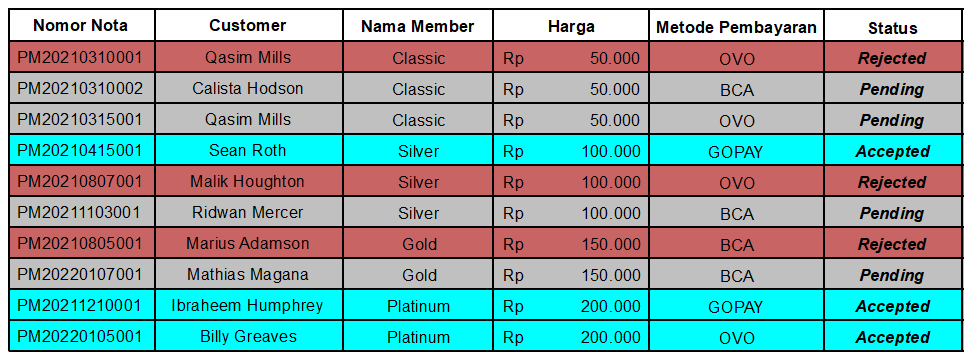 Nomor Nota Customer Nama Member Harga Metode Pembayaran Status
PM20210310001 Qasim Mills Classic Rp 50.000 OVO Rejected
PM20210310002 Calista Hodson Classic Rp 50.000 BCA Pending
PM20210315001 Qasim Mills Classic Rp 50.000 OVO Pending
PM20210415001 Sean Roth Silver Rp 100.000 GOPAY Accepted
PM20210807001 Malik Houghton Silver Rp 100.000 OVO Rejected
PM20211103001 Ridwan Mercer Silver Rp 100.000 BCA Pending
PM20210805001 Marius Adamson Gold Rp 150.000 BCA Rejected
PM20220107001 Mathias Magana Gold Rp 150.000 BCA Pending
PM20211210001 Ibraheem Humphrey Platinum Rp 200.000 GOPAY Accepted
PM20220105001 Billy Greaves Platinum Rp 200.000 OVO Accepted